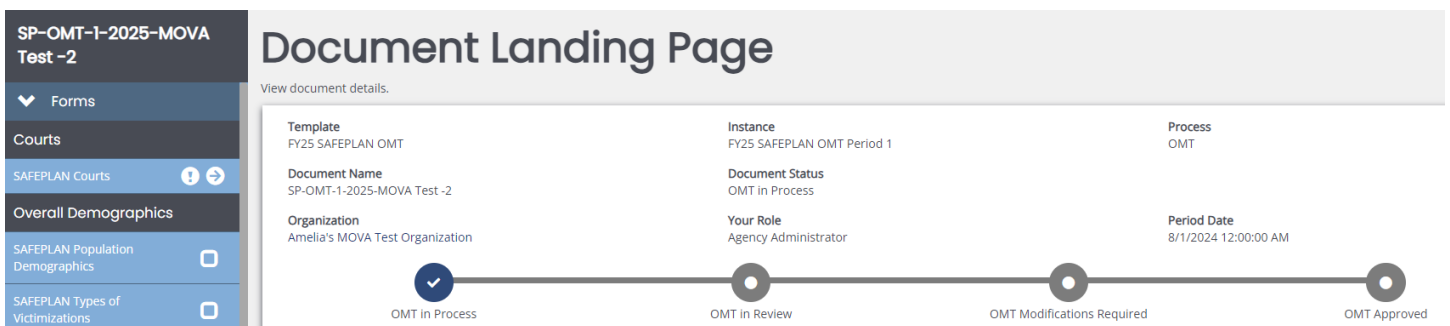 SP-OMT-1-2025-MOVA
Test -2
Forms
Courts
SAFEPLAN Courts
Overall Demographics
SAFEPLAN Population
Demographics
SAFEPLAN Types of
Victimizations
Document Landing Page
View document details.
Template
FY25 SAFEPLAN OMT
Instance
FY25 SAFEPLAN OMT Period 1
Process
OMT
Document Name
SP-OMT-1-2025-MOVA Test -2
Document Status
OMT in Process
Organization
Amelia's MOVA Test Organization
Your Role
Agency Administrator
Period Date
8/1/2024 12:00:00 AM
OMT in Process
OMT in Review
OMT Modifications Required
OMT Approved